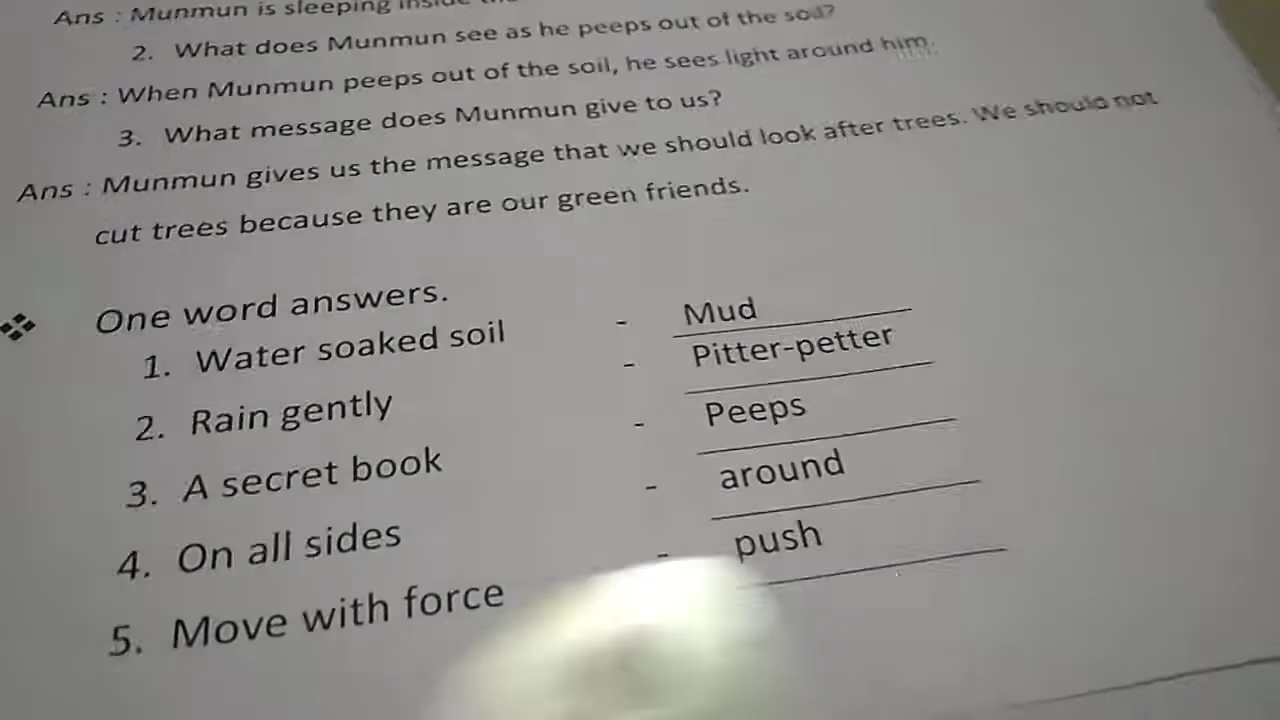 Ans : Munmun is sleeping inside
2. What does Munmun see as he peeps out of the soil?
Ans : When Munmun peeps out of the soil, he sees light around him.
3. What message does Munmun give to us?
Ans : Munmun gives us the message that we should look after trees. We should not
cut trees because they are our green friends.
One word answers.
1. Water soaked soil - Mud
2. Rain gently - Pitter-petter
3. A secret book - Peeps
4. On all sides - around
5. Move with force - push